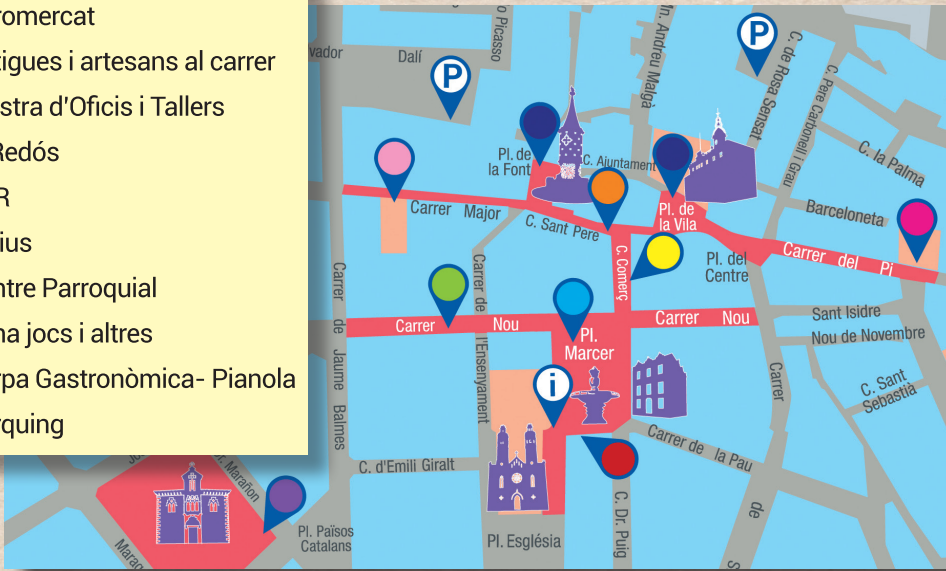 romercat
tigues i artesans al carrer
stra d'Oficis i Tallers
Redós
R
ius
ntre Parroquial
na jocs i altres
rpa Gastronòmica- Pianola
rquing
vador
Dalí
o Picasso
Mn. Andreu Malgà
P
P
C. de Rosa Sensat
C. Pere Carbonell i Grau
C. la Palma
Barceloneta
Pl. de
la Font
C. Ajuntament
Carrer Major
C. Sant Pere
Pl. de
la Vila
C. Comerç
Pl. del
Centre
Carrer del Pi
Carrer de Jaume Balmes
Carrer de l'Ensenyament
Carrer Nou
Pl.
Marcer
Carrer Nou
Sant Isidre
Nou de Novembre
C. Sant
Sebastià
Carrer de
i
Carrer de la Pau
C. d'Emili Giralt
C. Dr. Puig
Pl. Església
Pl. Països
Catalans
Dr. Marañon
Marag
S